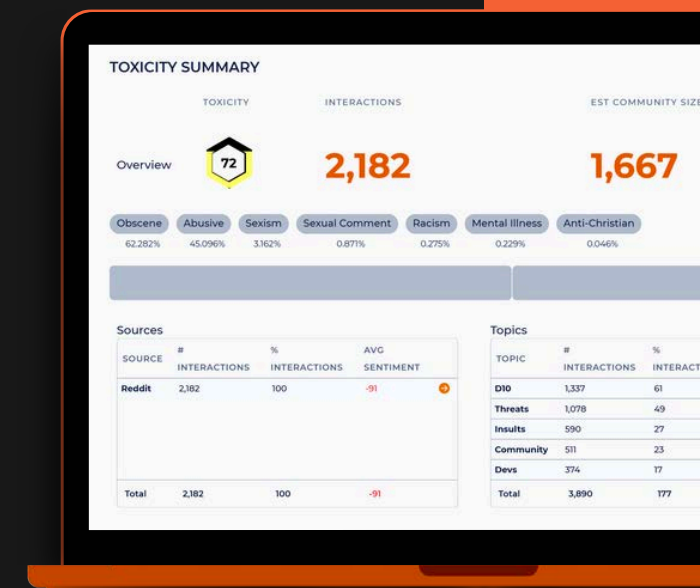 TOXICITY SUMMARY
TOXICITY INTERACTIONS EST COMMUNITY SIZE
Overview 72 2,182 1,667
Obscene Abusive Sexism Sexual Comment Racism Mental Illness Anti-Christian
62.282% 45.096% 3.162% 0.871% 0.275% 0.229% 0.046%
Sources Topics
SOURCE # INTERACTIONS % INTERACTIONS AVG SENTIMENT TOPIC # INTERACTIONS % INTERACT
Reddit 2,182 100 -91 D10 1,337 61
Threats 1,078 49
Insults 590 27
Community 511 23
Devs 374 17
Total 2,182 100 -91 Total 3,890 177